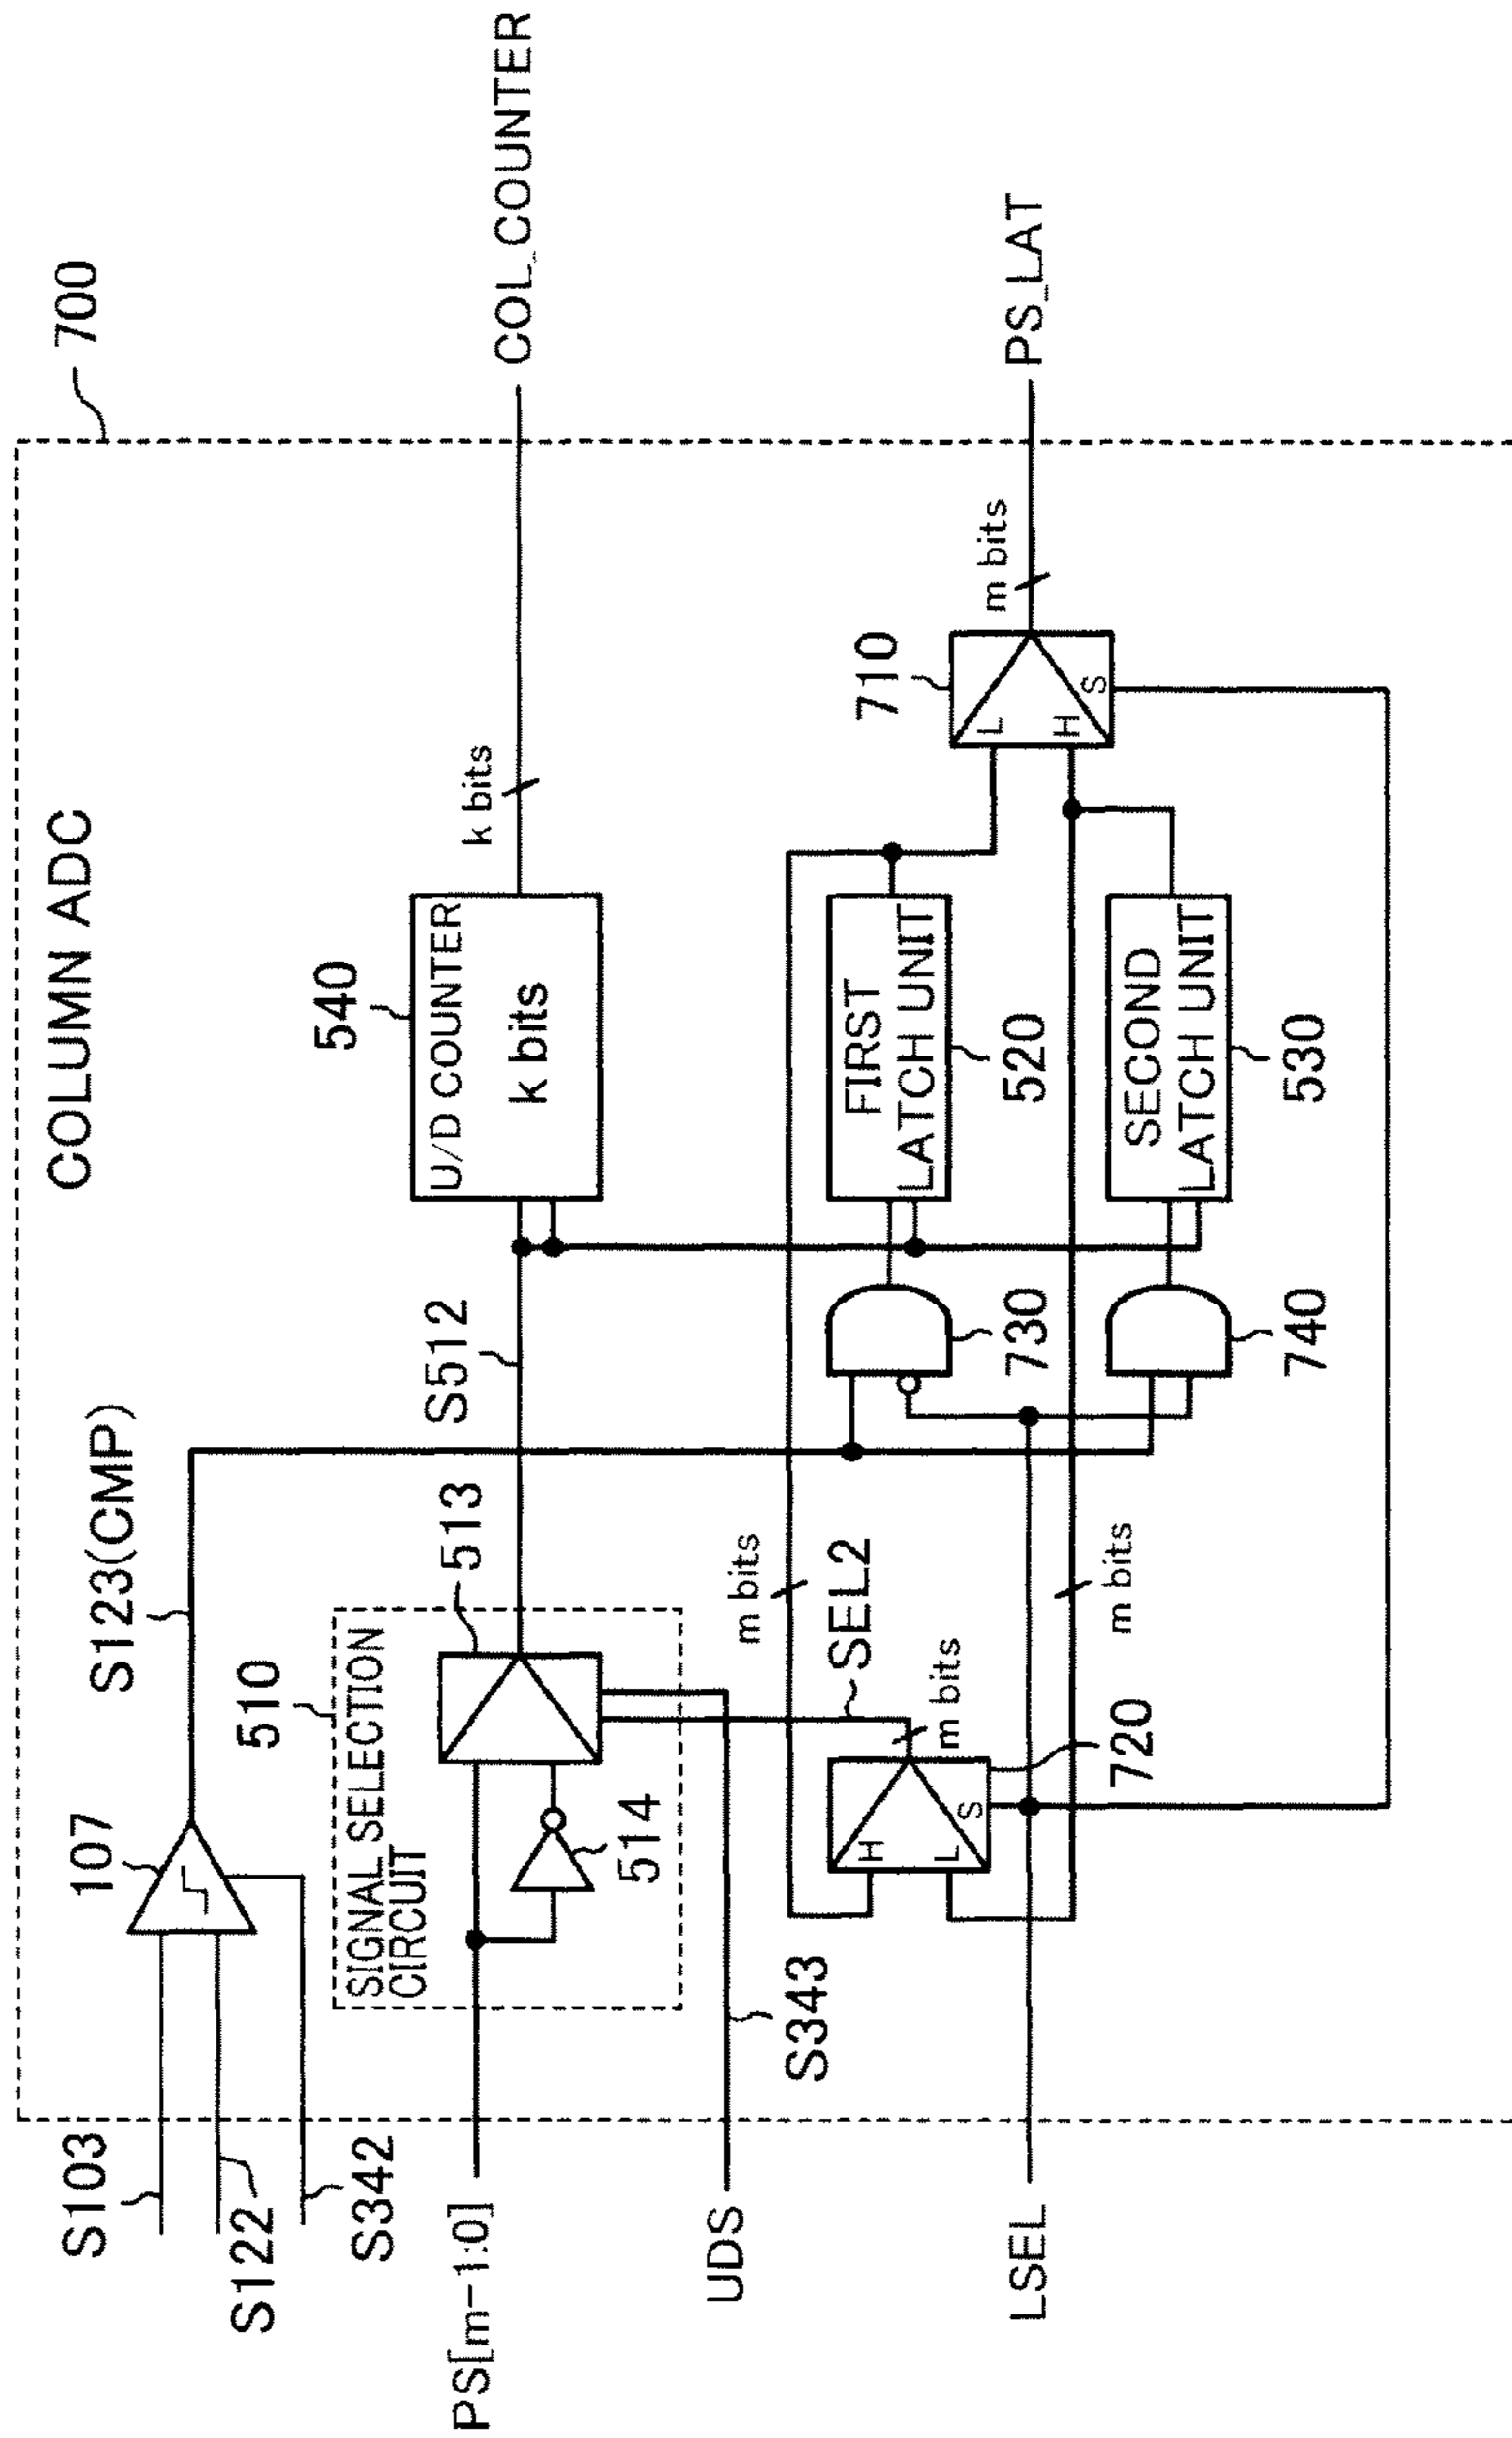 COLUMN ADC
700
S103
S122
S342
107
S123(CMP)
510
SIGNAL SELECTION
CIRCUIT
513
514
PS[m-1:0]
S512
540
U/D COUNTER
k bits
k bits
COL_COUNTER
UDS
S343
SEL2
m bits
m bits
H
L
S
720
LSEL
m bits
730
740
FIRST
LATCH UNIT
520
SECOND
LATCH UNIT
530
710
L
H
S
m bits
PS_LAT